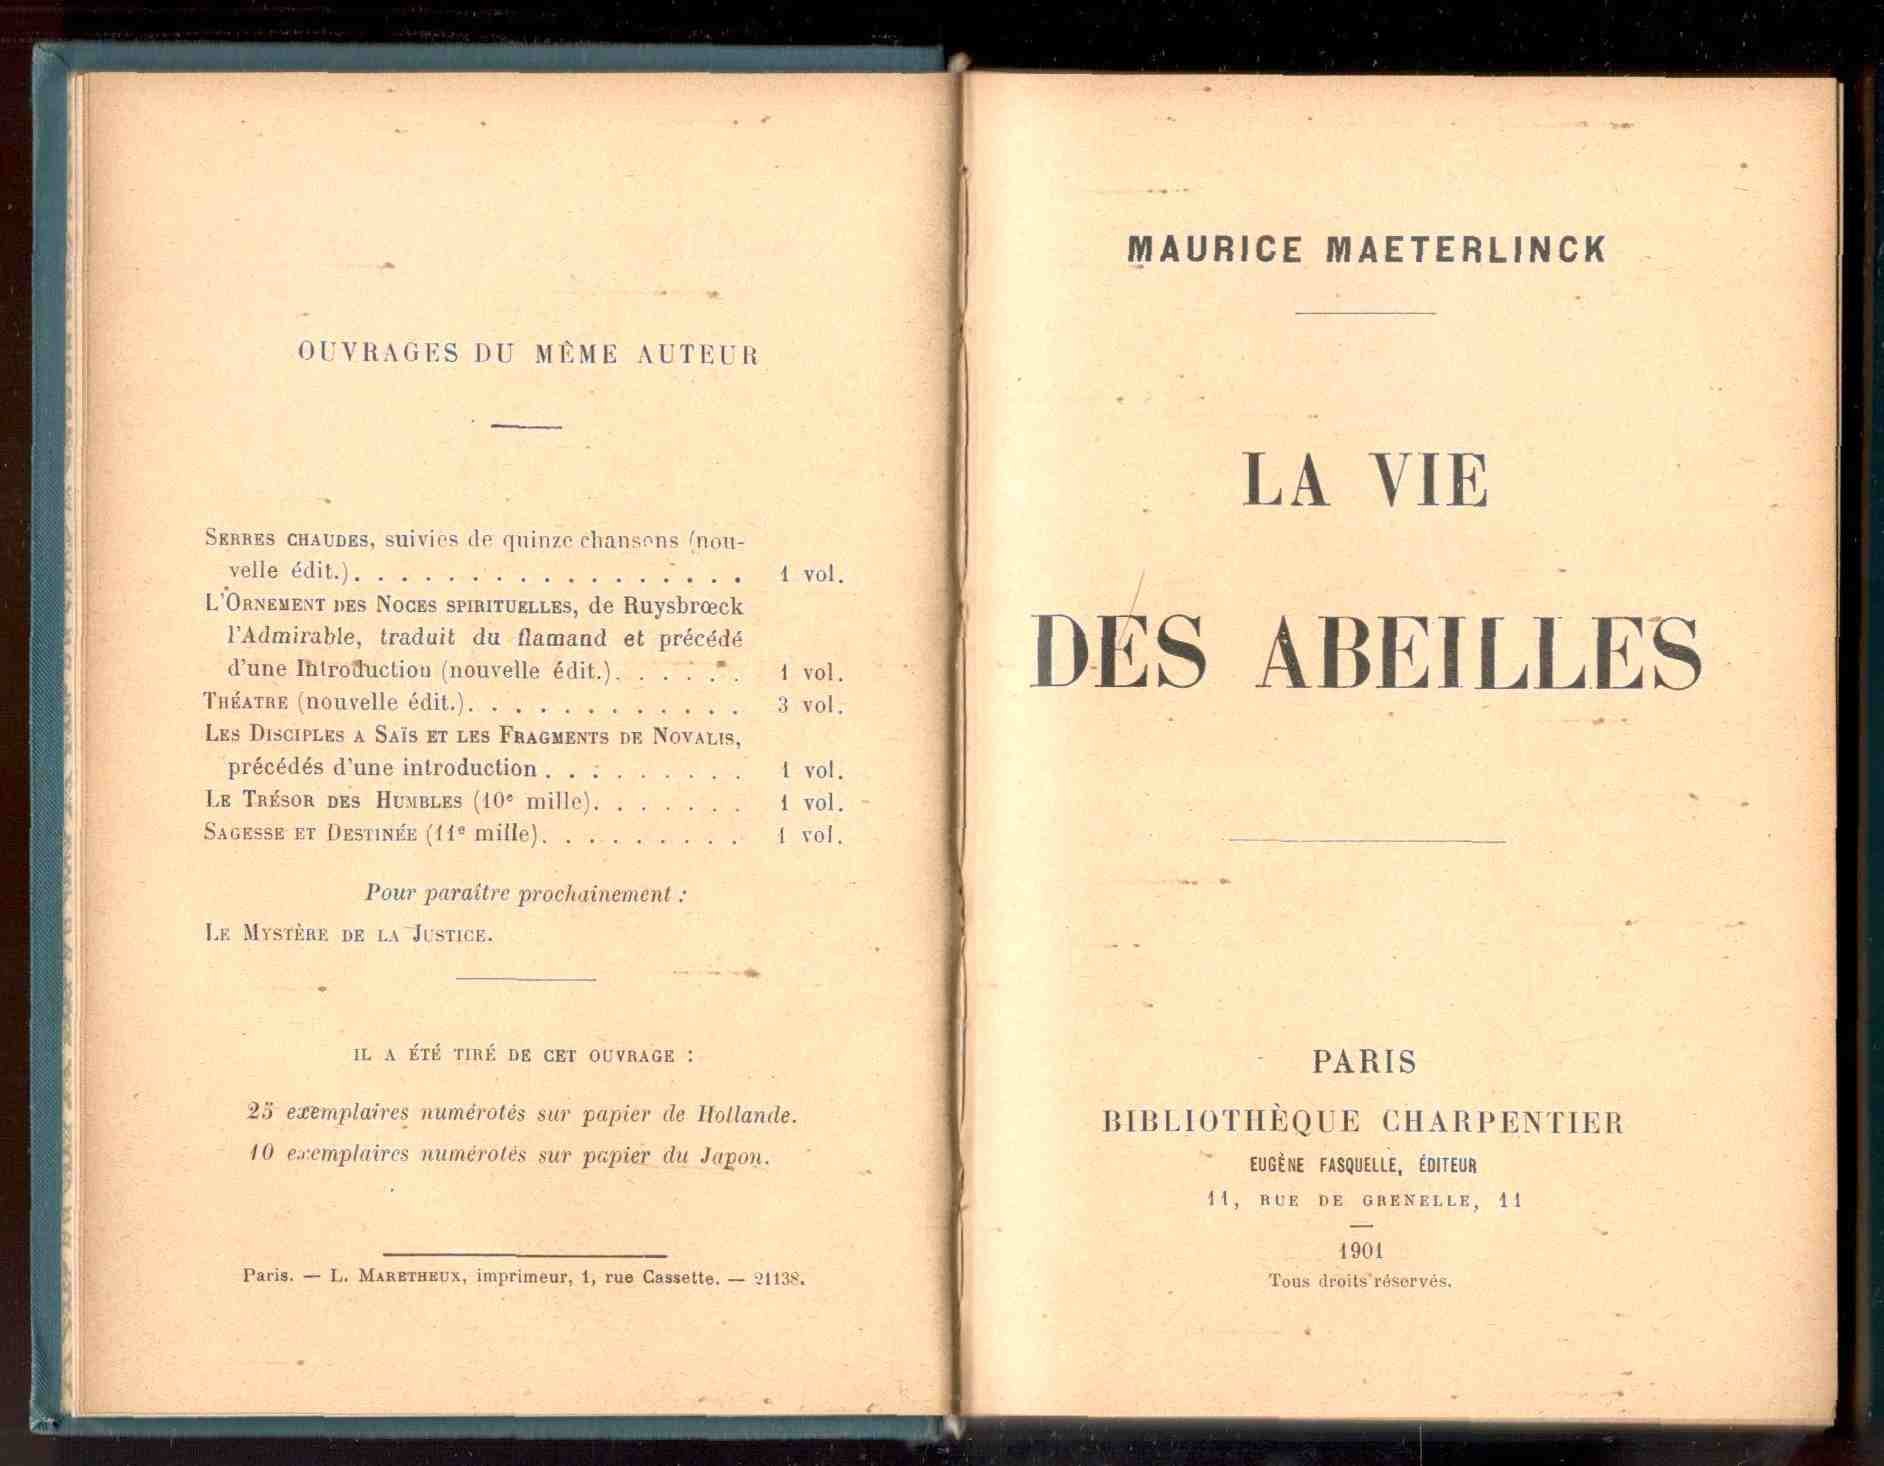 OUVRAGES DU MÊME AUTEUR
SERRES CHAUDES, suivies de quinze chansons (nou-
velle édit.). . . . . . . . . . . . . . . . . 1 vol.
L'ORNEMENT DES NOCES SPIRITUELLES, de Ruysbrœck
l'Admirable, traduit du flamand et précédé
d'une Introduction (nouvelle édit.). . . . . . 1 vol.
THÉATRE (nouvelle édit.). . . . . . . . . . . . 3 vol.
LES DISCIPLES A SAÏS ET LES FRAGMENTS DE NOVALIS,
précédés d'une introduction . . . . . . . . . 1 vol.
LE TRÉSOR DES HUMBLES (10e mille). . . . . . . 1 vol.
SAGESSE ET DESTINÉE (11e mille). . . . . . . . . 1 vol.
Pour paraître prochainement :
LE MYSTÈRE DE LA JUSTICE.
IL A ÉTÉ TIRÉ DE CET OUVRAGE :
25 exemplaires numérotés sur papier de Hollande.
10 exemplaires numérotés sur papier du Japon.
Paris. — L. MARETHEUX, imprimeur, 1, rue Cassette. — 21138.
MAURICE MAETERLINCK
LA VIE
DES ABEILLES
PARIS
BIBLIOTHÈQUE CHARPENTIER
EUGÈNE FASQUELLE, ÉDITEUR
11, RUE DE GRENELLE, 11
1901
Tous droits réservés.